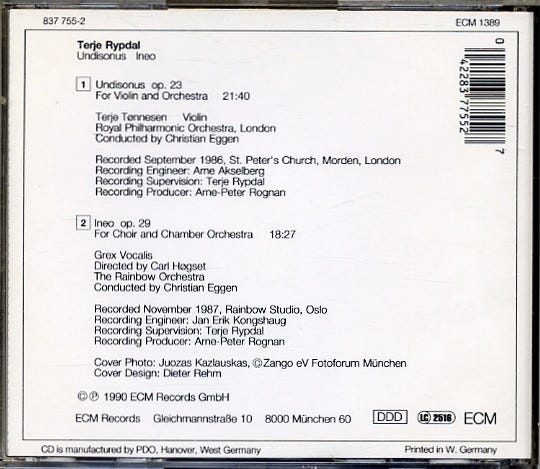 837 755-2
ECM 1389
Terje Rypdal
Undisonus Ineo
1 Undisonus op. 23
For Violin and Orchestra 21:40
Terje Tønnesen Violin
Royal Philharmonic Orchestra, London
Conducted by Christian Eggen
Recorded September 1986, St. Peter's Church, Morden, London
Recording Engineer: Arne Akselberg
Recording Supervision: Terje Rypdal
Recording Producer: Arne-Peter Rognan
2 Ineo op. 29
For Choir and Chamber Orchestra 18:27
Grex Vocalis
Directed by Carl Høgset
The Rainbow Orchestra
Conducted by Christian Eggen
Recorded November 1987, Rainbow Studio, Oslo
Recording Engineer: Jan Erik Kongshaug
Recording Supervision: Terje Rypdal
Recording Producer: Arne-Peter Rognan
Cover Photo: Juozas Kazlauskas, ©Zango eV Fotoforum München
Cover Design: Dieter Rehm
©℗ 1990 ECM Records GmbH
ECM Records Gleichmannstraße 10 8000 München 60 DDD LC 2516 ECM
CD is manufactured by PDO, Hanover, West Germany
Printed in W. Germany
0 42283 77552 7